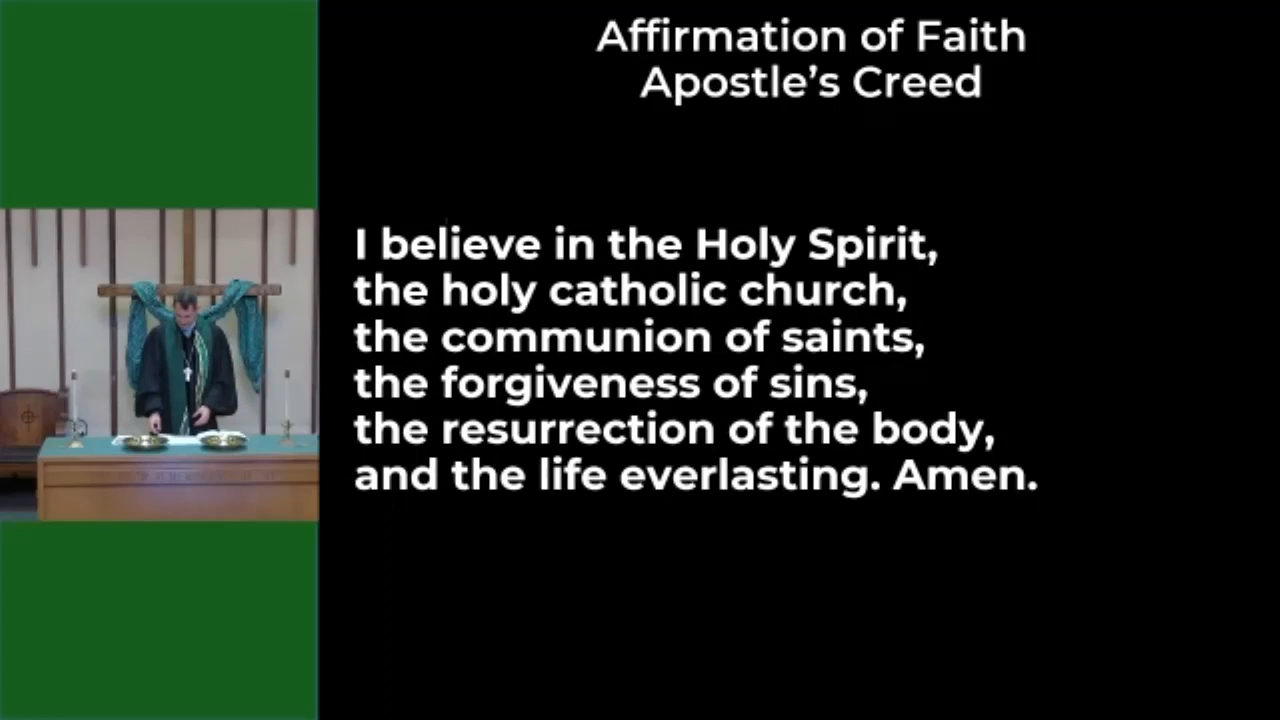 Affirmation of Faith
Apostle’s Creed
I believe in the Holy Spirit,
the holy catholic church,
the communion of saints,
the forgiveness of sins,
the resurrection of the body,
and the life everlasting. Amen.